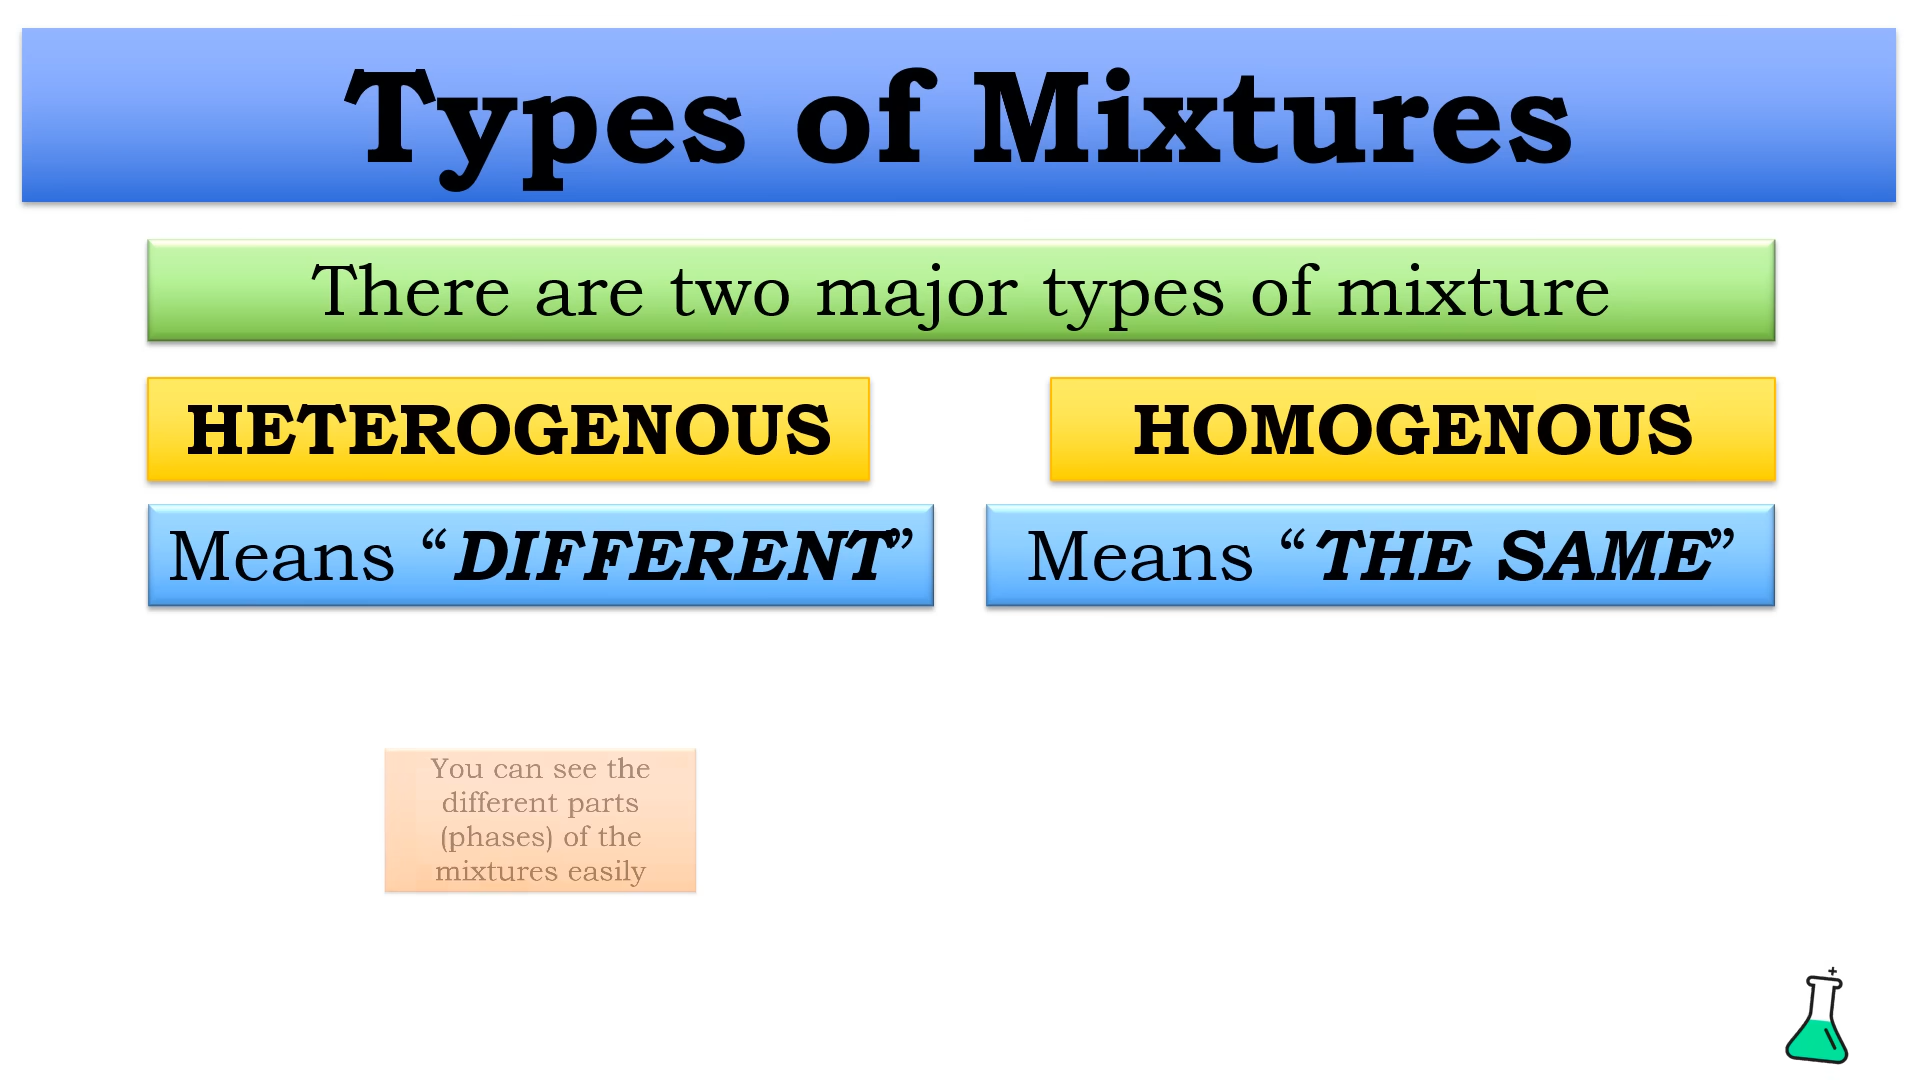 Types of Mixtures
There are two major types of mixture
HETEROGENOUS
HOMOGENOUS
Means “DIFFERENT”
Means “THE SAME”
You can see the
different parts
(phases) of the
mixtures easily